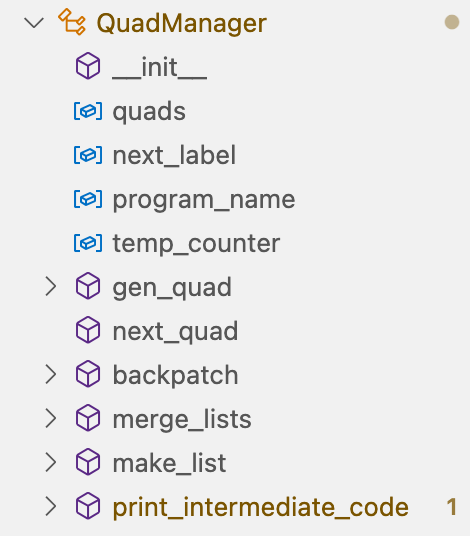 QuadManager
__init__
quads
next_label
program_name
temp_counter
gen_quad
next_quad
backpatch
merge_lists
make_list
print_intermediate_code 1